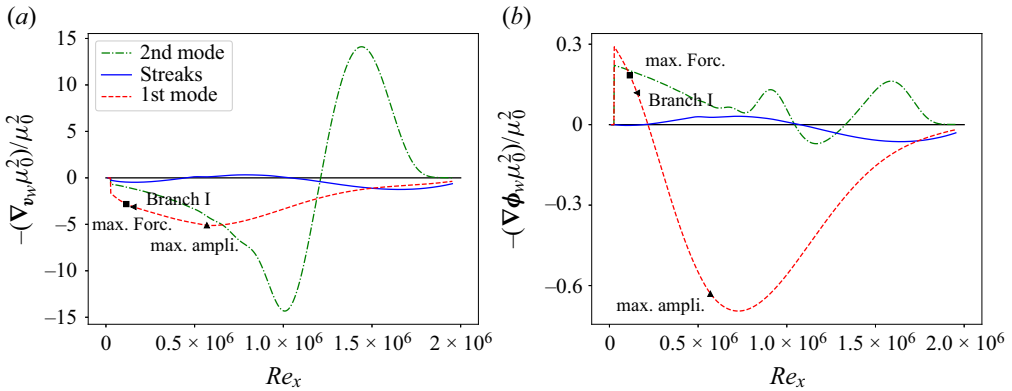 (a)
15
10
5
0
−5
−10
−15
−(∇v_w μ₀²)/μ₀²
2nd mode
Streaks
1st mode
Branch I
max. Forc.
max. ampli.
0 0.5 × 10⁶ 1.0 × 10⁶ 1.5 × 10⁶ 2 × 10⁶
Re_x
(b)
0.3
0
−0.3
−0.6
−(∇ϕ_w μ₀²)/μ₀²
max. Forc.
Branch I
max. ampli.
0 0.5 × 10⁶ 1.0 × 10⁶ 1.5 × 10⁶ 2.0 × 10⁶
Re_x